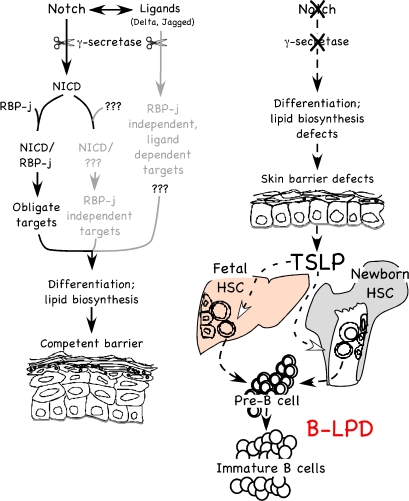 Notch
Ligands
(Delta, Jagged)
γ-secretase
NICD
RBP-j
???
RBP-j
independent,
ligand
dependent
targets
NICD/
RBP-j
NICD/
???
???
Obligate
targets
RBP-j
independent
targets
Differentiation;
lipid biosynthesis
Competent barrier
Notch
γ-secretase
Differentiation;
lipid biosynthesis
defects
Skin barrier defects
TSLP
Fetal
HSC
Newborn
HSC
Pre-B cell
B-LPD
Immature B cells